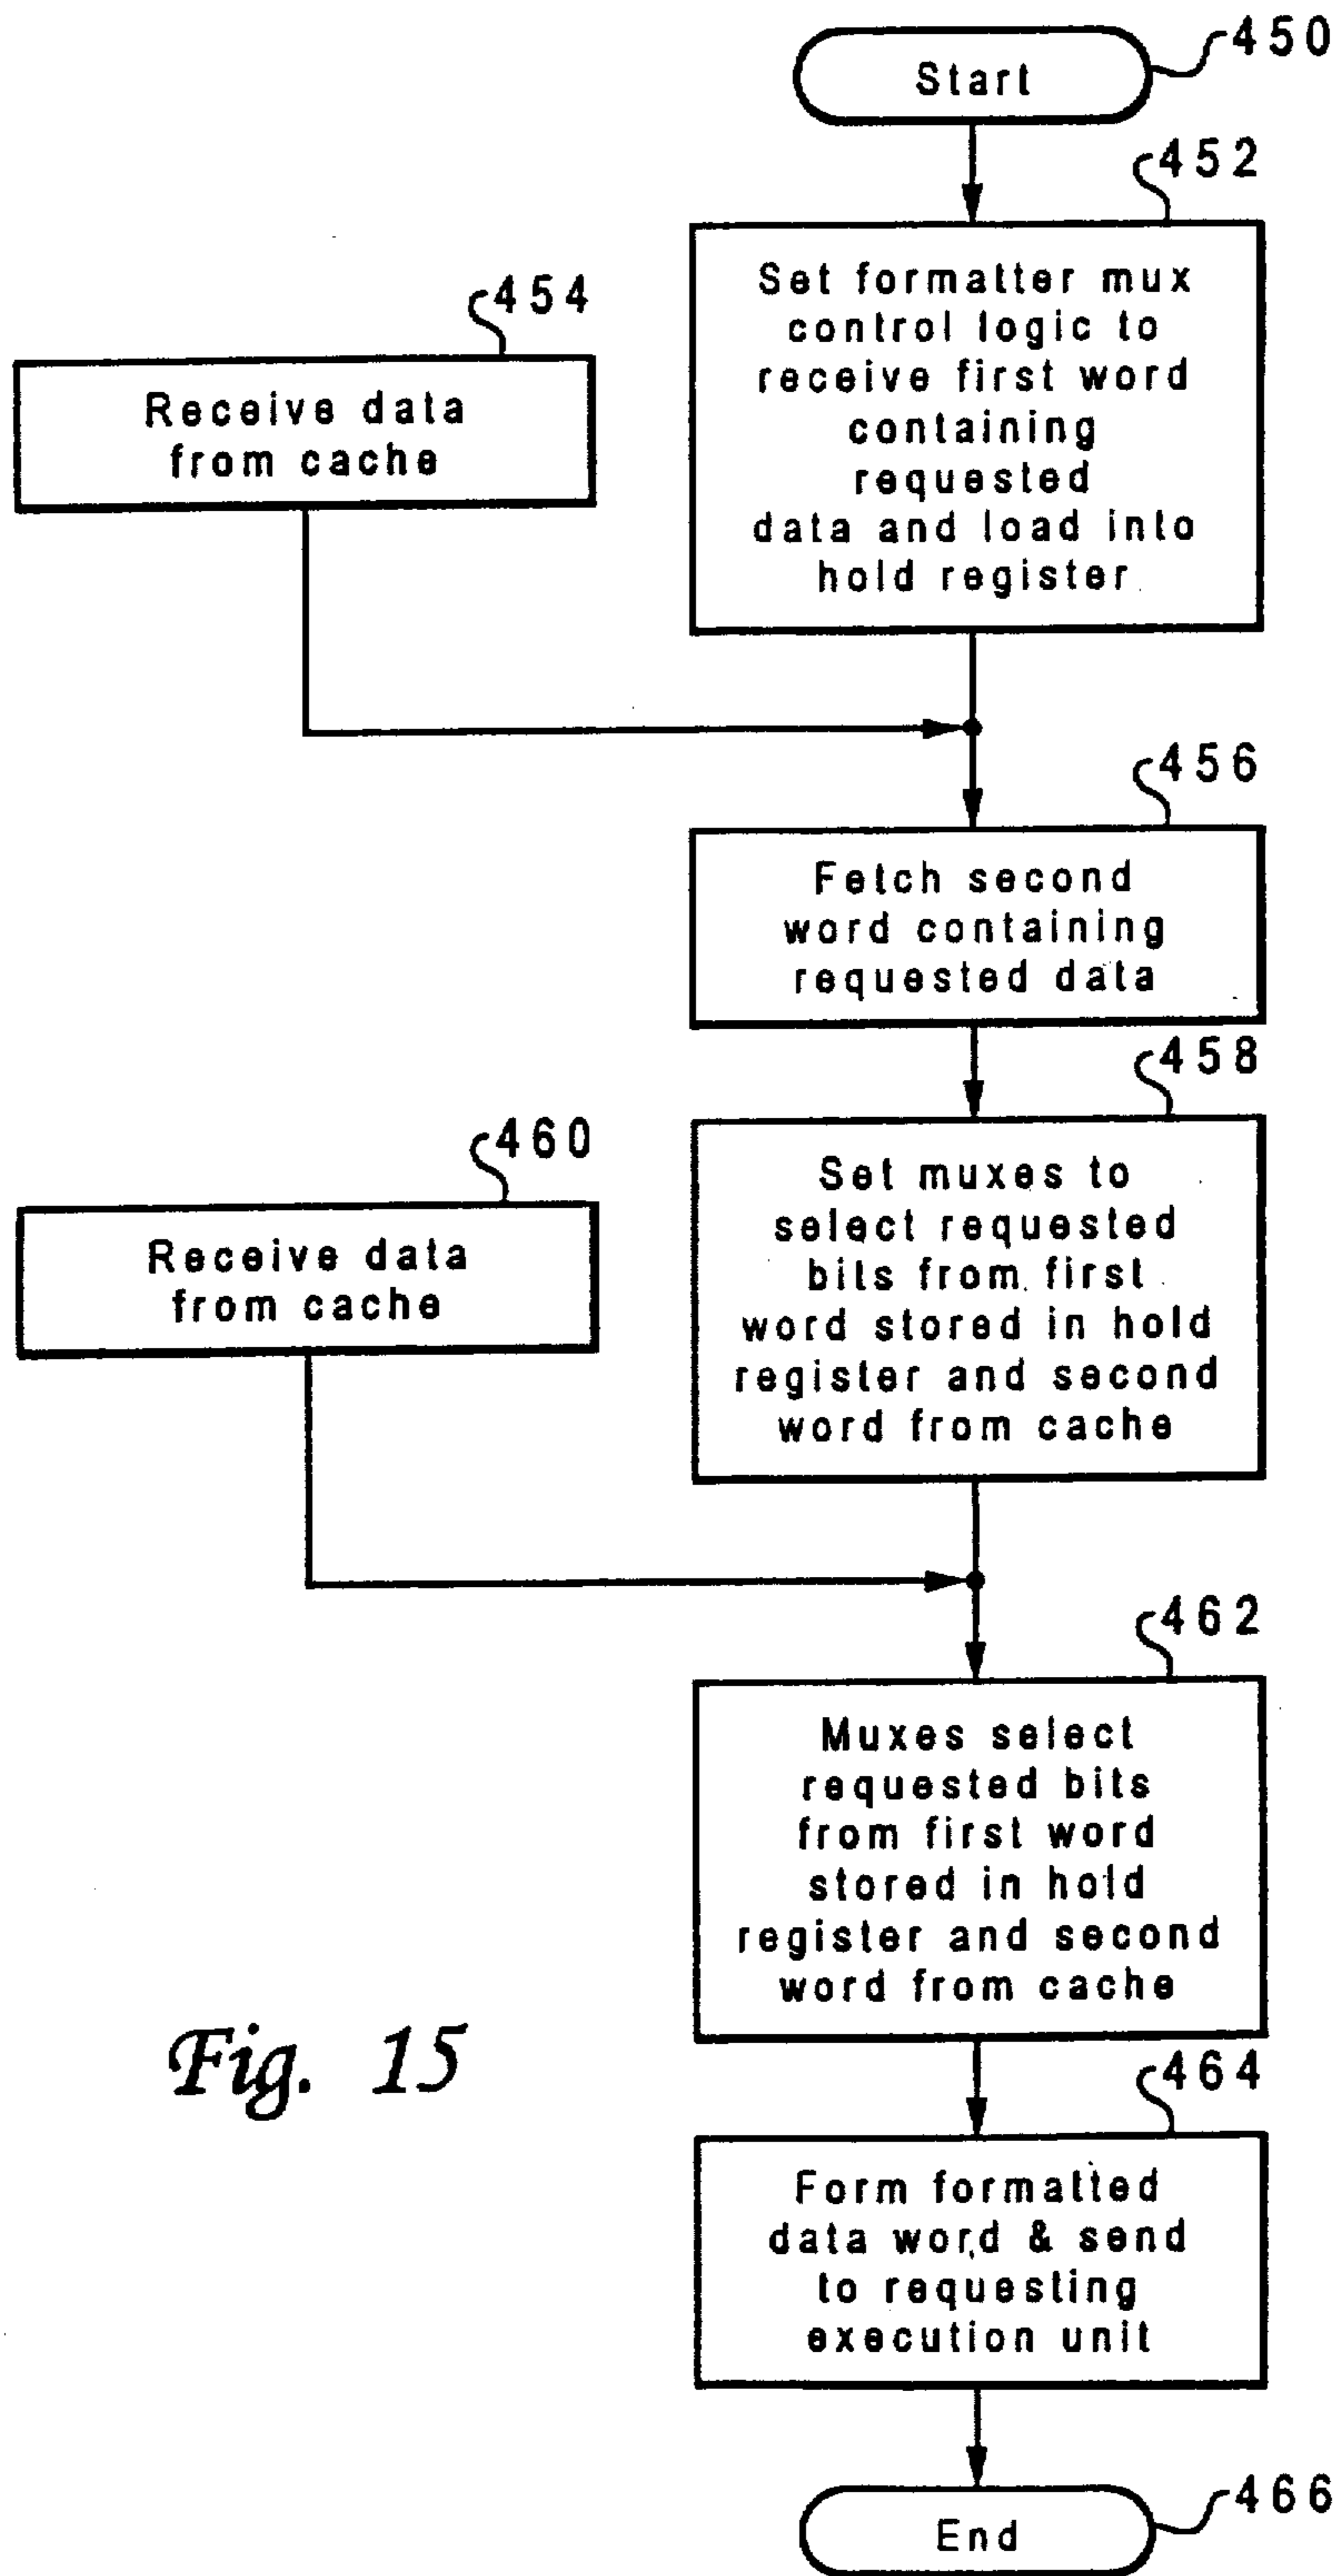 450
Start
452
Set formatter mux
control logic to
receive first word
containing
requested
data and load into
hold register
454
Receive data
from cache
456
Fetch second
word containing
requested data
458
Set muxes to
select requested
bits from first
word stored in hold
register and second
word from cache
460
Receive data
from cache
462
Muxes select
requested bits
from first word
stored in hold
register and second
word from cache
464
Form formatted
data word & send
to requesting
execution unit
466
End
Fig. 15